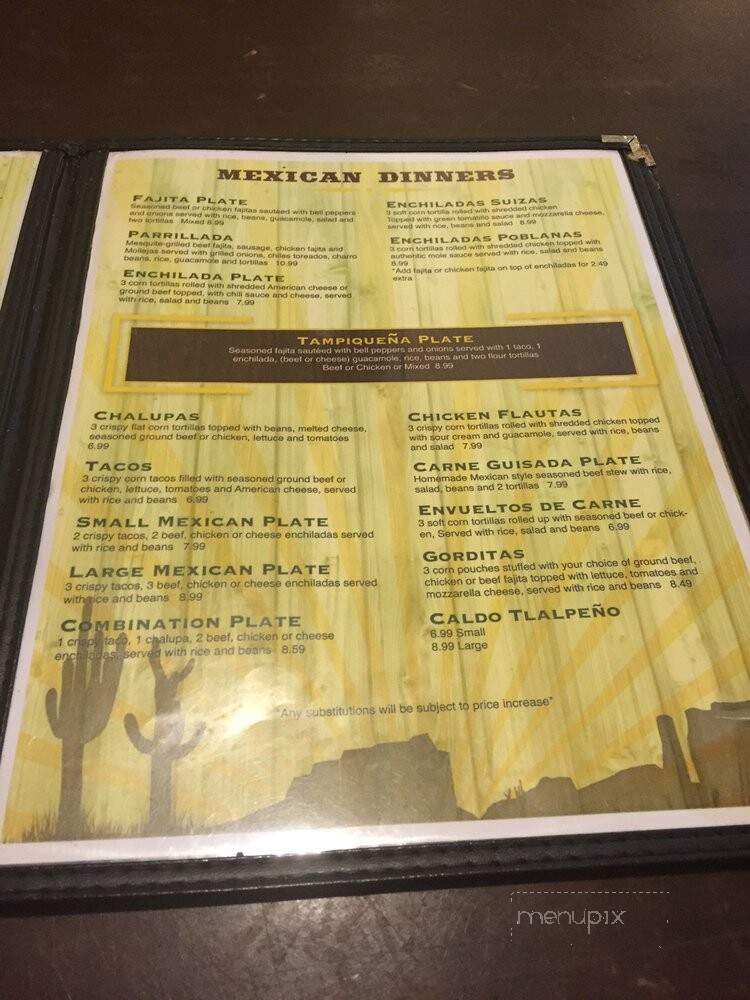 MEXICAN DINNERS
FAJITA PLATE
Seasoned beef or chicken fajitas sautéed with bell peppers
and onions served with rice, beans, guacamole, salad and
two tortillas Mixed 8.99
PARRILLADA
Mesquite-grilled beef fajita, sausage, chicken fajita and
Mollejas served with grilled onions, chiles toreados, charro
beans, rice, guacamole and tortillas 10.99
ENCHILADA PLATE
3 corn tortillas rolled with shredded American cheese or
ground beef topped, with chili sauce and cheese, served
with rice, salad and beans 7.99
ENCHILADAS SUIZAS
3 soft corn tortilla rolled with shredded chicken
Topped with green tomatillo sauce and mozzarella cheese,
served with rice, beans and salad 8.99
ENCHILADAS POBLANAS
3 corn tortillas rolled with shredded chicken topped with
authentic mole sauce served with rice, salad and beans
8.99
*Add fajita or chicken fajita on top of enchiladas for 2.49
extra
TAMPIQUEÑA PLATE
Seasoned fajita sautéed with bell peppers and onions served with 1 taco, 1
enchilada, (beef or cheese) guacamole, rice, beans and two flour tortillas
Beef or Chicken or Mixed 8.99
CHALUPAS
3 crispy flat corn tortillas topped with beans, melted cheese,
seasoned ground beef or chicken, lettuce and tomatoes
6.99
TACOS
3 crispy corn tacos filled with seasoned ground beef or
chicken, lettuce, tomatoes and American cheese, served
with rice and beans 6.99
SMALL MEXICAN PLATE
2 crispy tacos, 2 beef, chicken or cheese enchiladas served
with rice and beans 7.99
LARGE MEXICAN PLATE
3 crispy tacos, 3 beef, chicken or cheese enchiladas served
with rice and beans 8.99
COMBINATION PLATE
1 crispy taco, 1 chalupa, 2 beef, chicken or cheese
enchiladas, served with rice and beans 8.59
CHICKEN FLAUTAS
3 crispy corn tortillas rolled with shredded chicken topped
with sour cream and guacamole, served with rice, beans
and salad 7.99
CARNE GUISADA PLATE
Homemade Mexican style seasoned beef stew with rice,
salad, beans and 2 tortillas 7.99
ENVUELTOS DE CARNE
3 soft corn tortillas rolled up with seasoned beef or chick-
en, Served with rice, salad and beans 6.99
GORDITAS
3 corn pouches stuffed with your choice of ground beef,
chicken or beef fajita topped with lettuce, tomatoes and
mozzarella cheese, served with rice and beans 8.49
CALDO TLALPEÑO
6.99 Small
8.99 Large
"Any substitutions will be subject to price increase"
menupix